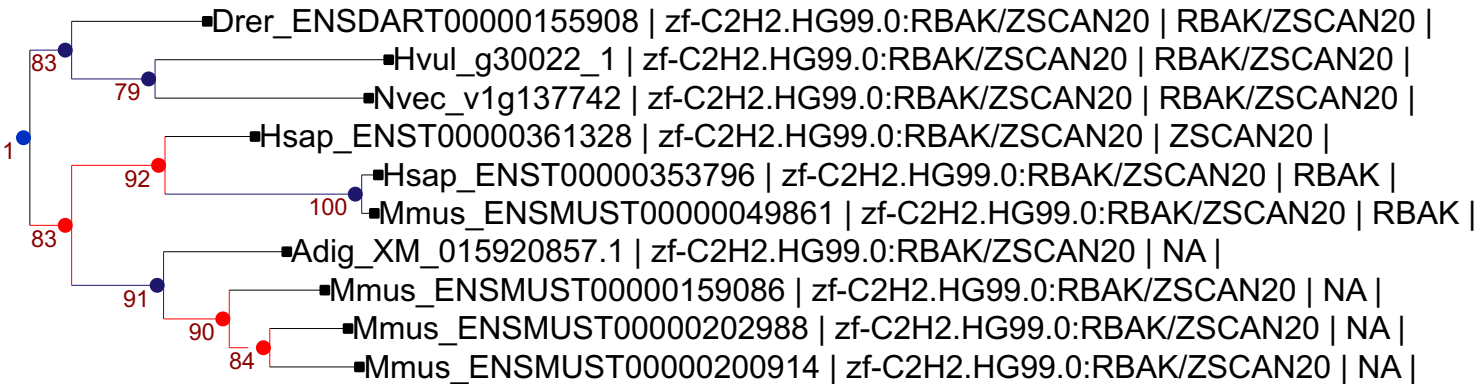 Drer_ENSDART00000155908 | zf-C2H2.HG99.0:RBAK/ZSCAN20 | RBAK/ZSCAN20 |
83
Hvul_g30022_1 | zf-C2H2.HG99.0:RBAK/ZSCAN20 | RBAK/ZSCAN20 |
79
Nvec_v1g137742 | zf-C2H2.HG99.0:RBAK/ZSCAN20 | RBAK/ZSCAN20 |
Hsap_ENST00000361328 | zf-C2H2.HG99.0:RBAK/ZSCAN20 | ZSCAN20 |
1
92
Hsap_ENST00000353796 | zf-C2H2.HG99.0:RBAK/ZSCAN20 | RBAK |
100
Mmus_ENSMUST00000049861 | zf-C2H2.HG99.0:RBAK/ZSCAN20 | RBAK |
83
Adig_XM_015920857.1 | zf-C2H2.HG99.0:RBAK/ZSCAN20 | NA |
91
Mmus_ENSMUST00000159086 | zf-C2H2.HG99.0:RBAK/ZSCAN20 | NA |
90
Mmus_ENSMUST00000202988 | zf-C2H2.HG99.0:RBAK/ZSCAN20 | NA |
84
Mmus_ENSMUST00000200914 | zf-C2H2.HG99.0:RBAK/ZSCAN20 | NA |